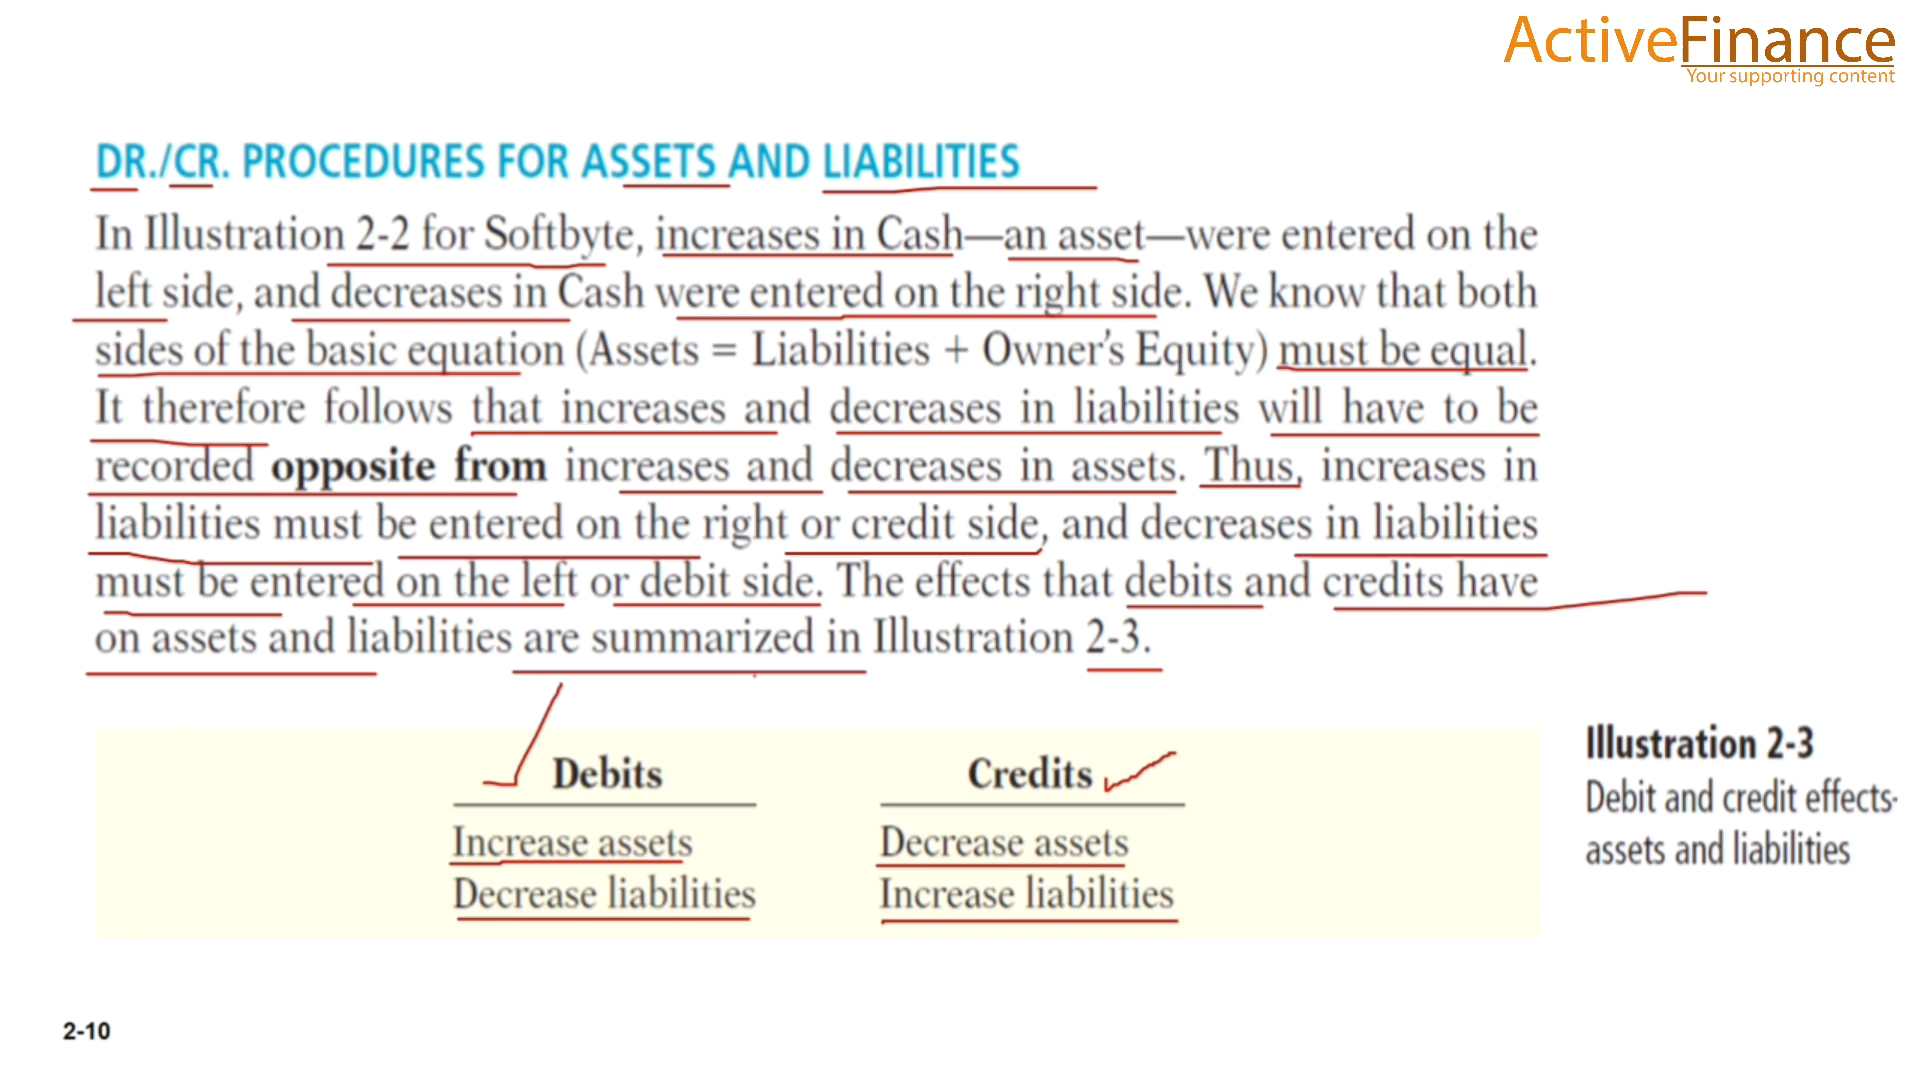 ActiveFinance
Your supporting content
DR./CR. PROCEDURES FOR ASSETS AND LIABILITIES
In Illustration 2-2 for Softbyte, increases in Cash—an asset—were entered on the
left side, and decreases in Cash were entered on the right side. We know that both
sides of the basic equation (Assets = Liabilities + Owner's Equity) must be equal.
It therefore follows that increases and decreases in liabilities will have to be
recorded opposite from increases and decreases in assets. Thus, increases in
liabilities must be entered on the right or credit side, and decreases in liabilities
must be entered on the left or debit side. The effects that debits and credits have
on assets and liabilities are summarized in Illustration 2-3.
Debits Credits
Increase assets Decrease assets
Decrease liabilities Increase liabilities
Illustration 2-3
Debit and credit effects-
assets and liabilities
2-10